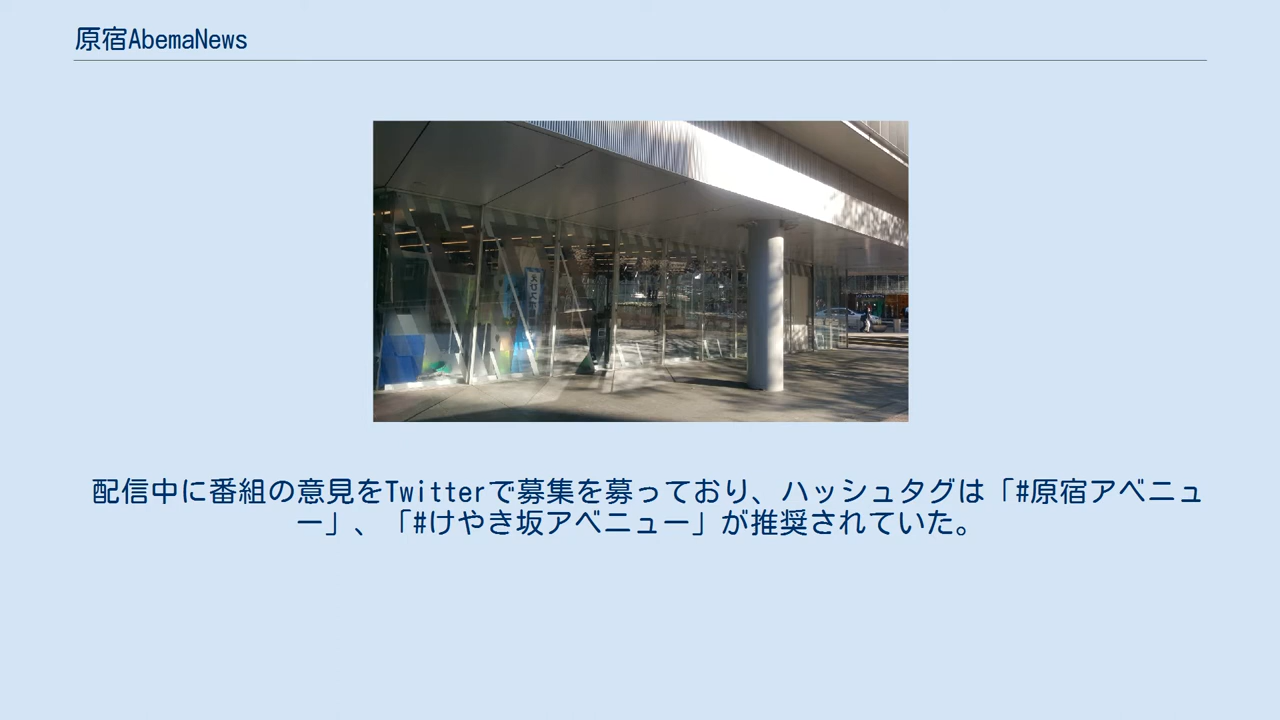 原宿AbemaNews
配信中に番組の意見をTwitterで募集を募っており、ハッシュタグは「#原宿アベニュ
ー」、「#けやき坂アベニュー」が推奨されていた。